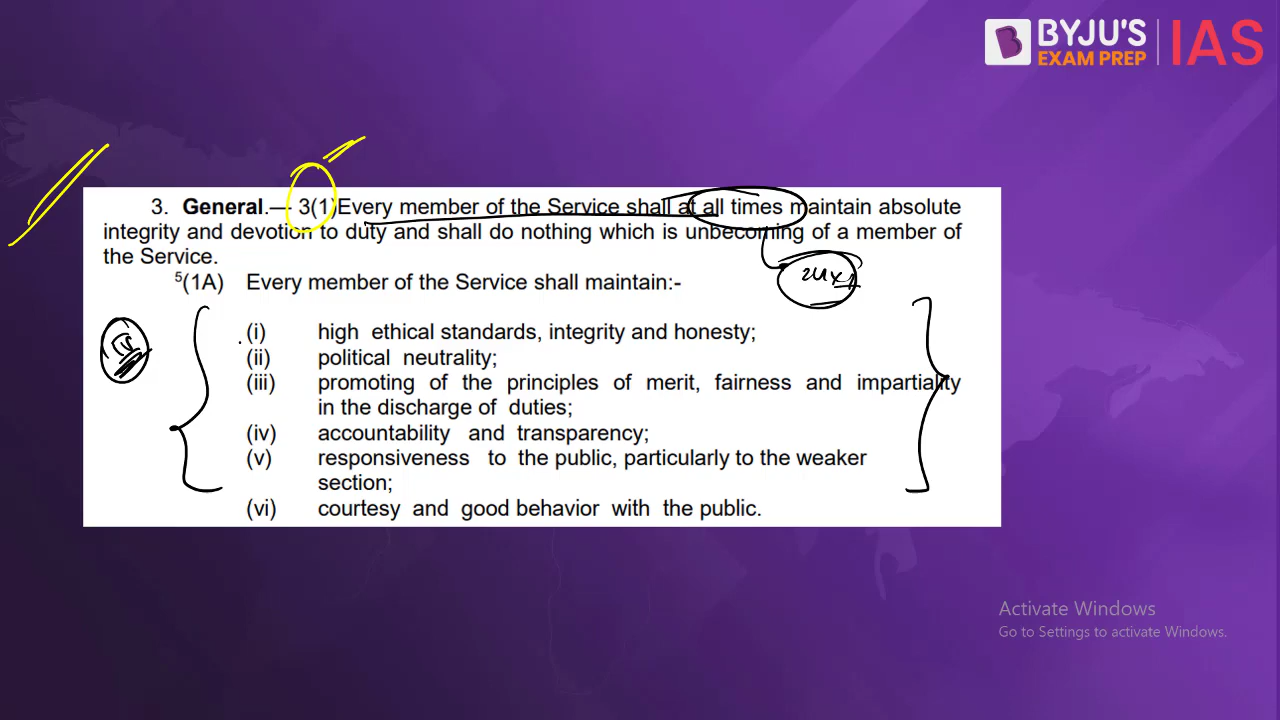 BYJU'S
EXAM PREP
IAS
3. General.— 3(1)Every member of the Service shall at all times maintain absolute
integrity and devotion to duty and shall do nothing which is unbecoming of a member of
the Service.
5(1A) Every member of the Service shall maintain:-
(i) high ethical standards, integrity and honesty;
(ii) political neutrality;
(iii) promoting of the principles of merit, fairness and impartiality
in the discharge of duties;
(iv) accountability and transparency;
(v) responsiveness to the public, particularly to the weaker
section;
(vi) courtesy and good behavior with the public.
Activate Windows
Go to Settings to activate Windows.